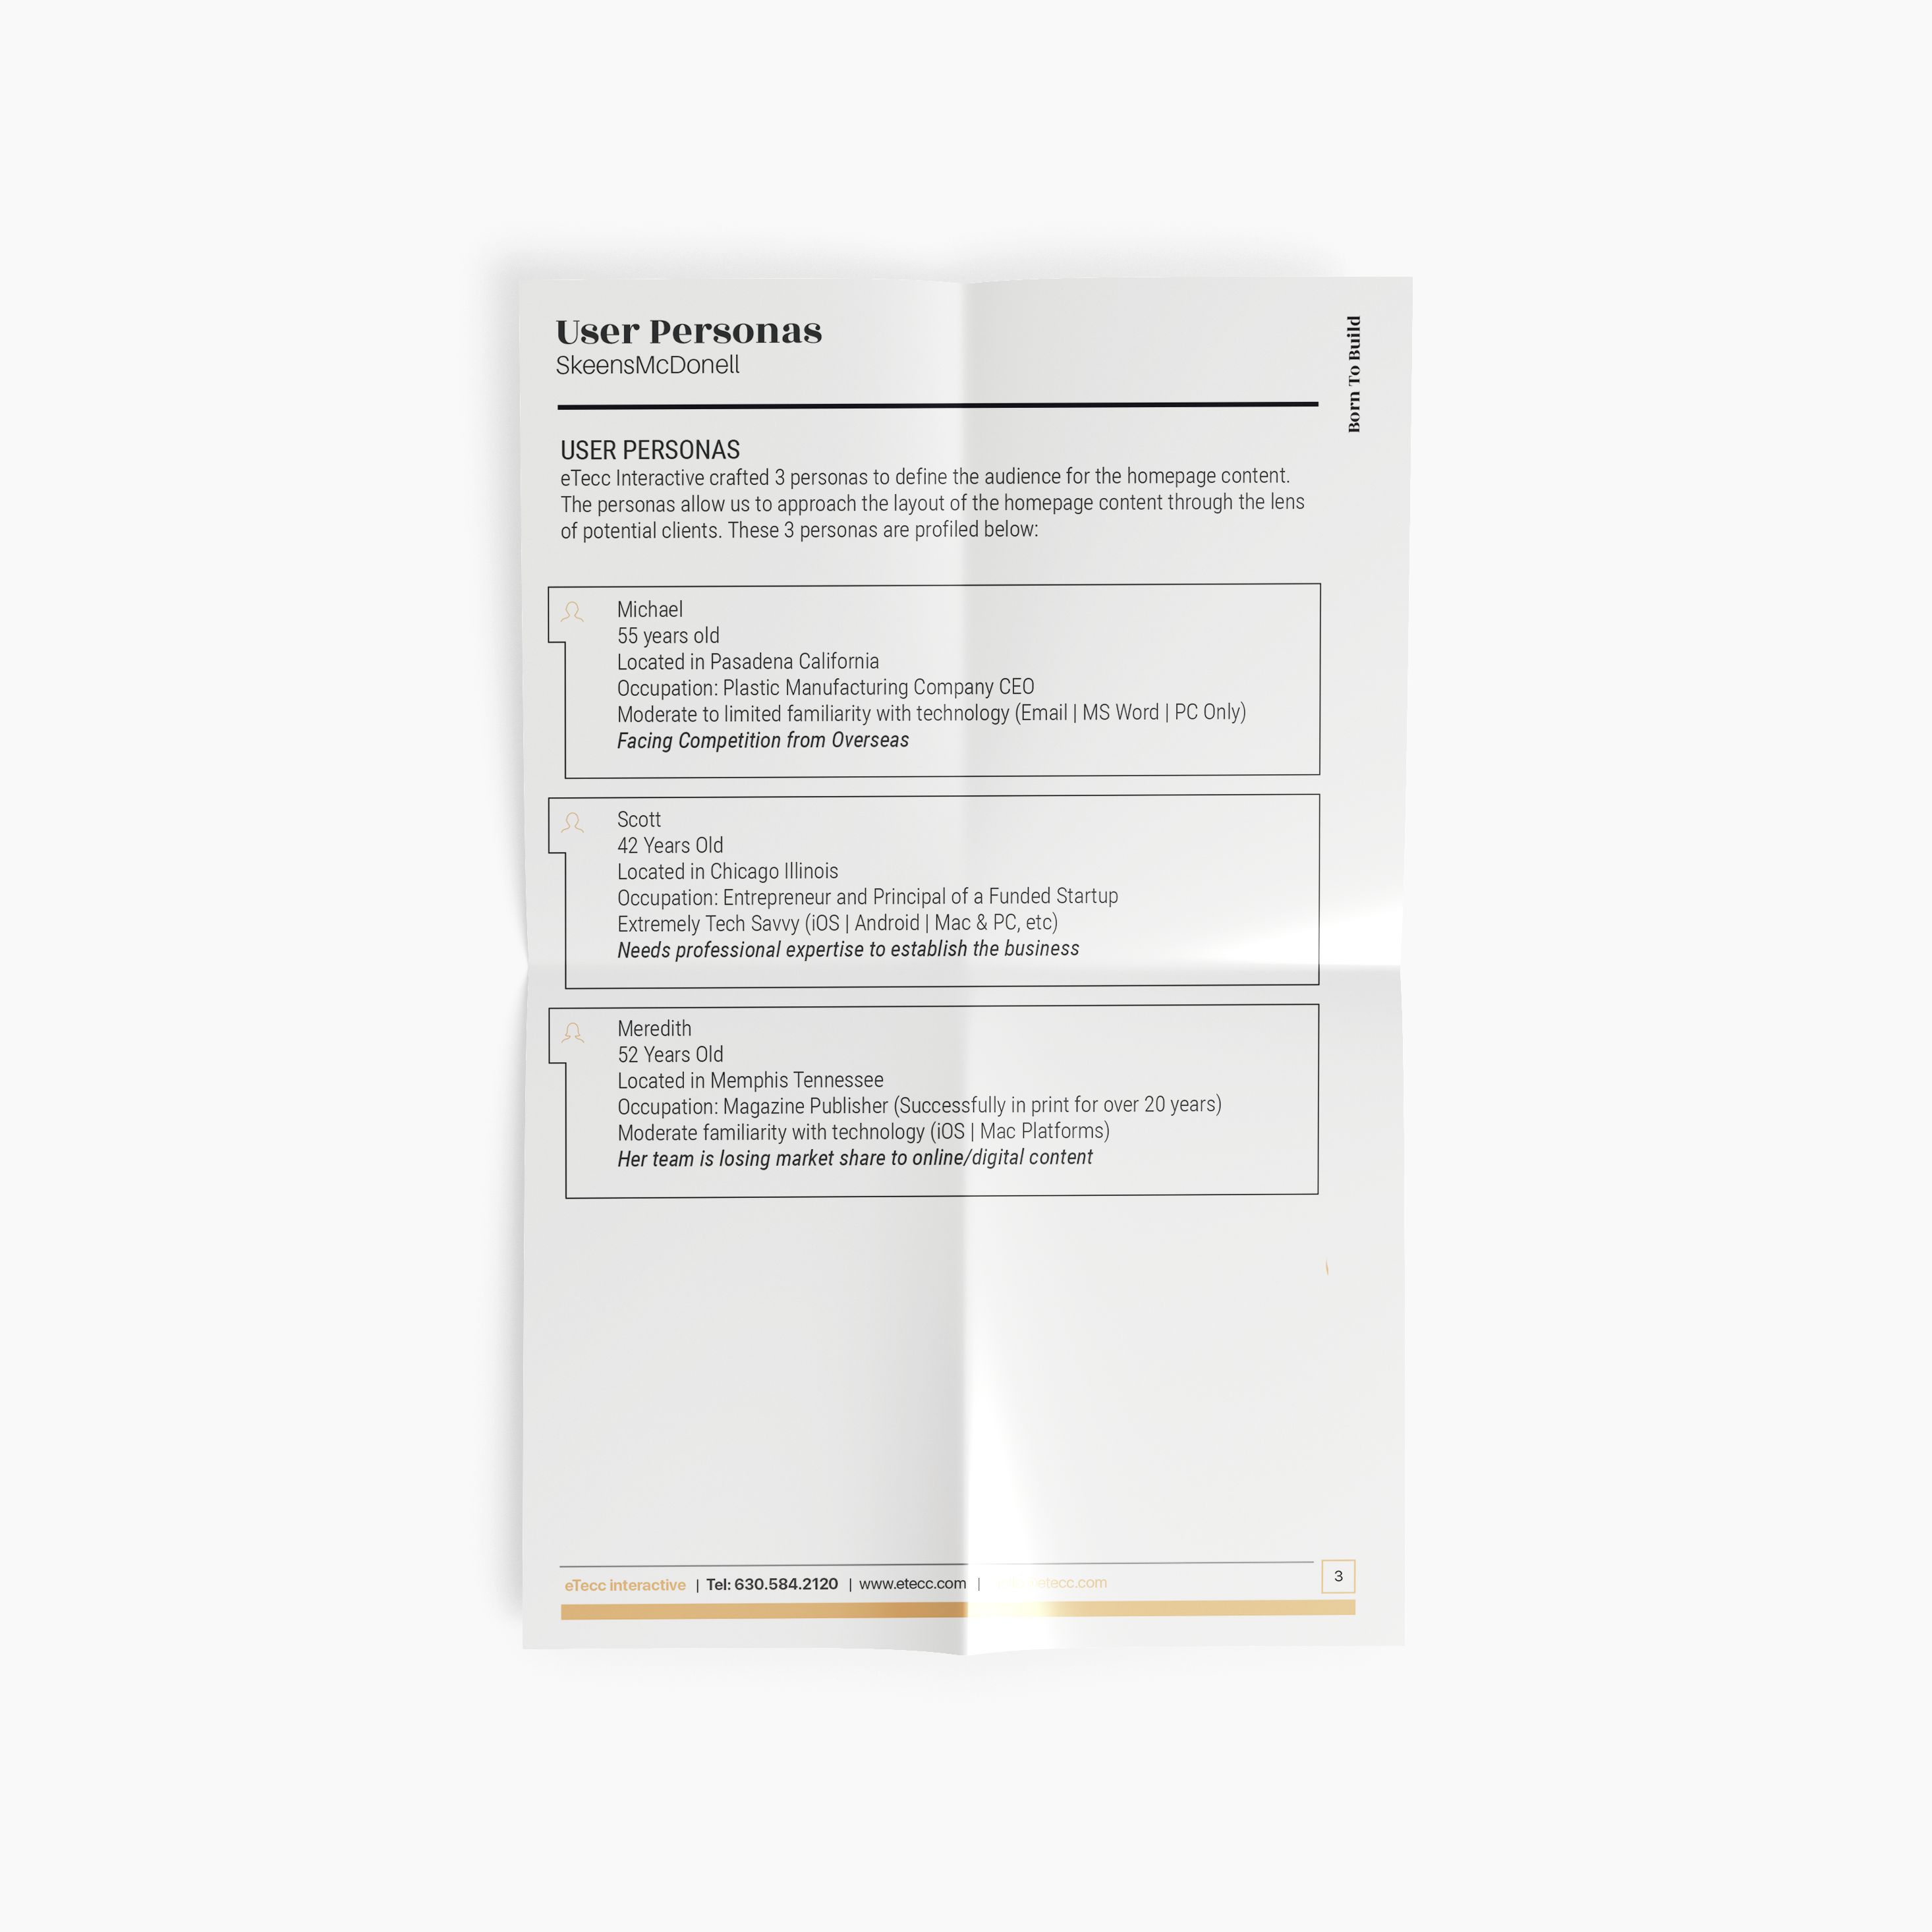 User Personas
SkeensMcDonell
Born To Build
USER PERSONAS
eTecc Interactive crafted 3 personas to define the audience for the homepage content.
The personas allow us to approach the layout of the homepage content through the lens
of potential clients. These 3 personas are profiled below:
Michael
55 years old
Located in Pasadena California
Occupation: Plastic Manufacturing Company CEO
Moderate to limited familiarity with technology (Email | MS Word | PC Only)
Facing Competition from Overseas
Scott
42 Years Old
Located in Chicago Illinois
Occupation: Entrepreneur and Principal of a Funded Startup
Extremely Tech Savvy (iOS | Android | Mac & PC, etc)
Needs professional expertise to establish the business
Meredith
52 Years Old
Located in Memphis Tennessee
Occupation: Magazine Publisher (Successfully in print for over 20 years)
Moderate familiarity with technology (iOS | Mac Platforms)
Her team is losing market share to online/digital content
eTecc interactive | Tel: 630.584.2120 | www.etecc.com |
3